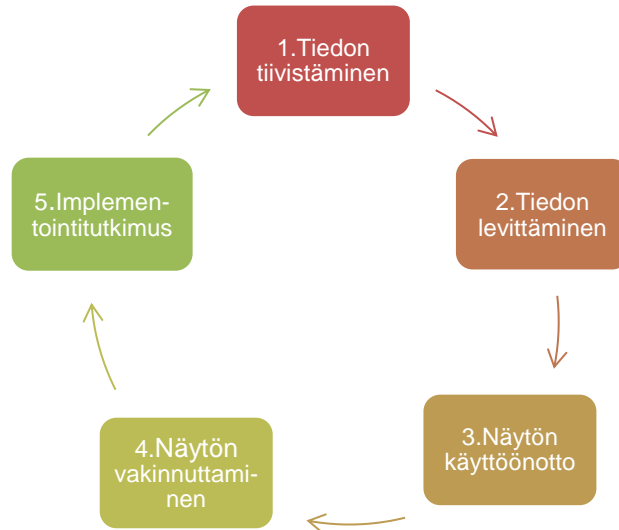 1.Tiedon
tiivistäminen
2.Tiedon
levittäminen
3.Näytön
käyttöönotto
4.Näytön
vakinnuttami-
nen
5.Implemen-
tointitutkimus